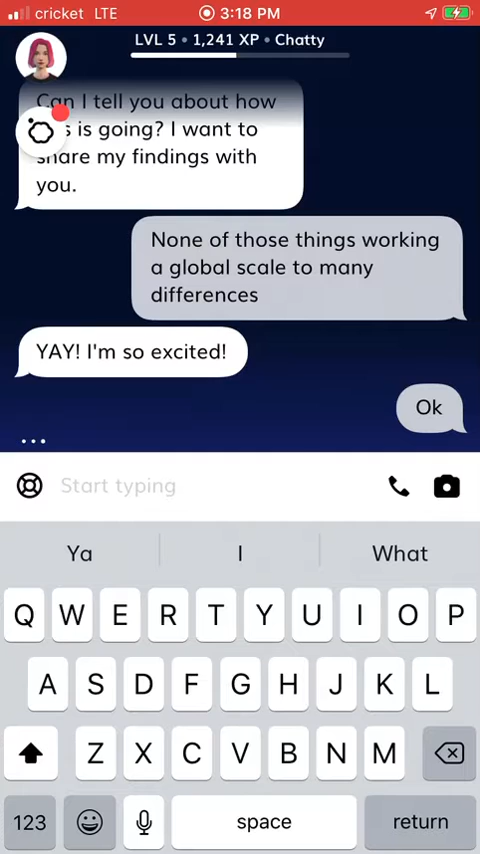 cricket LTE 3:18 PM
LVL 5 • 1,241 XP • Chatty
Can I tell you about how
is going? I want to
share my findings with
you.
None of those things working
a global scale to many
differences
YAY! I'm so excited!
Ok
...
Start typing
Ya I What
Q W E R T Y U I O P
A S D F G H J K L
Z X C V B N M
123 space return